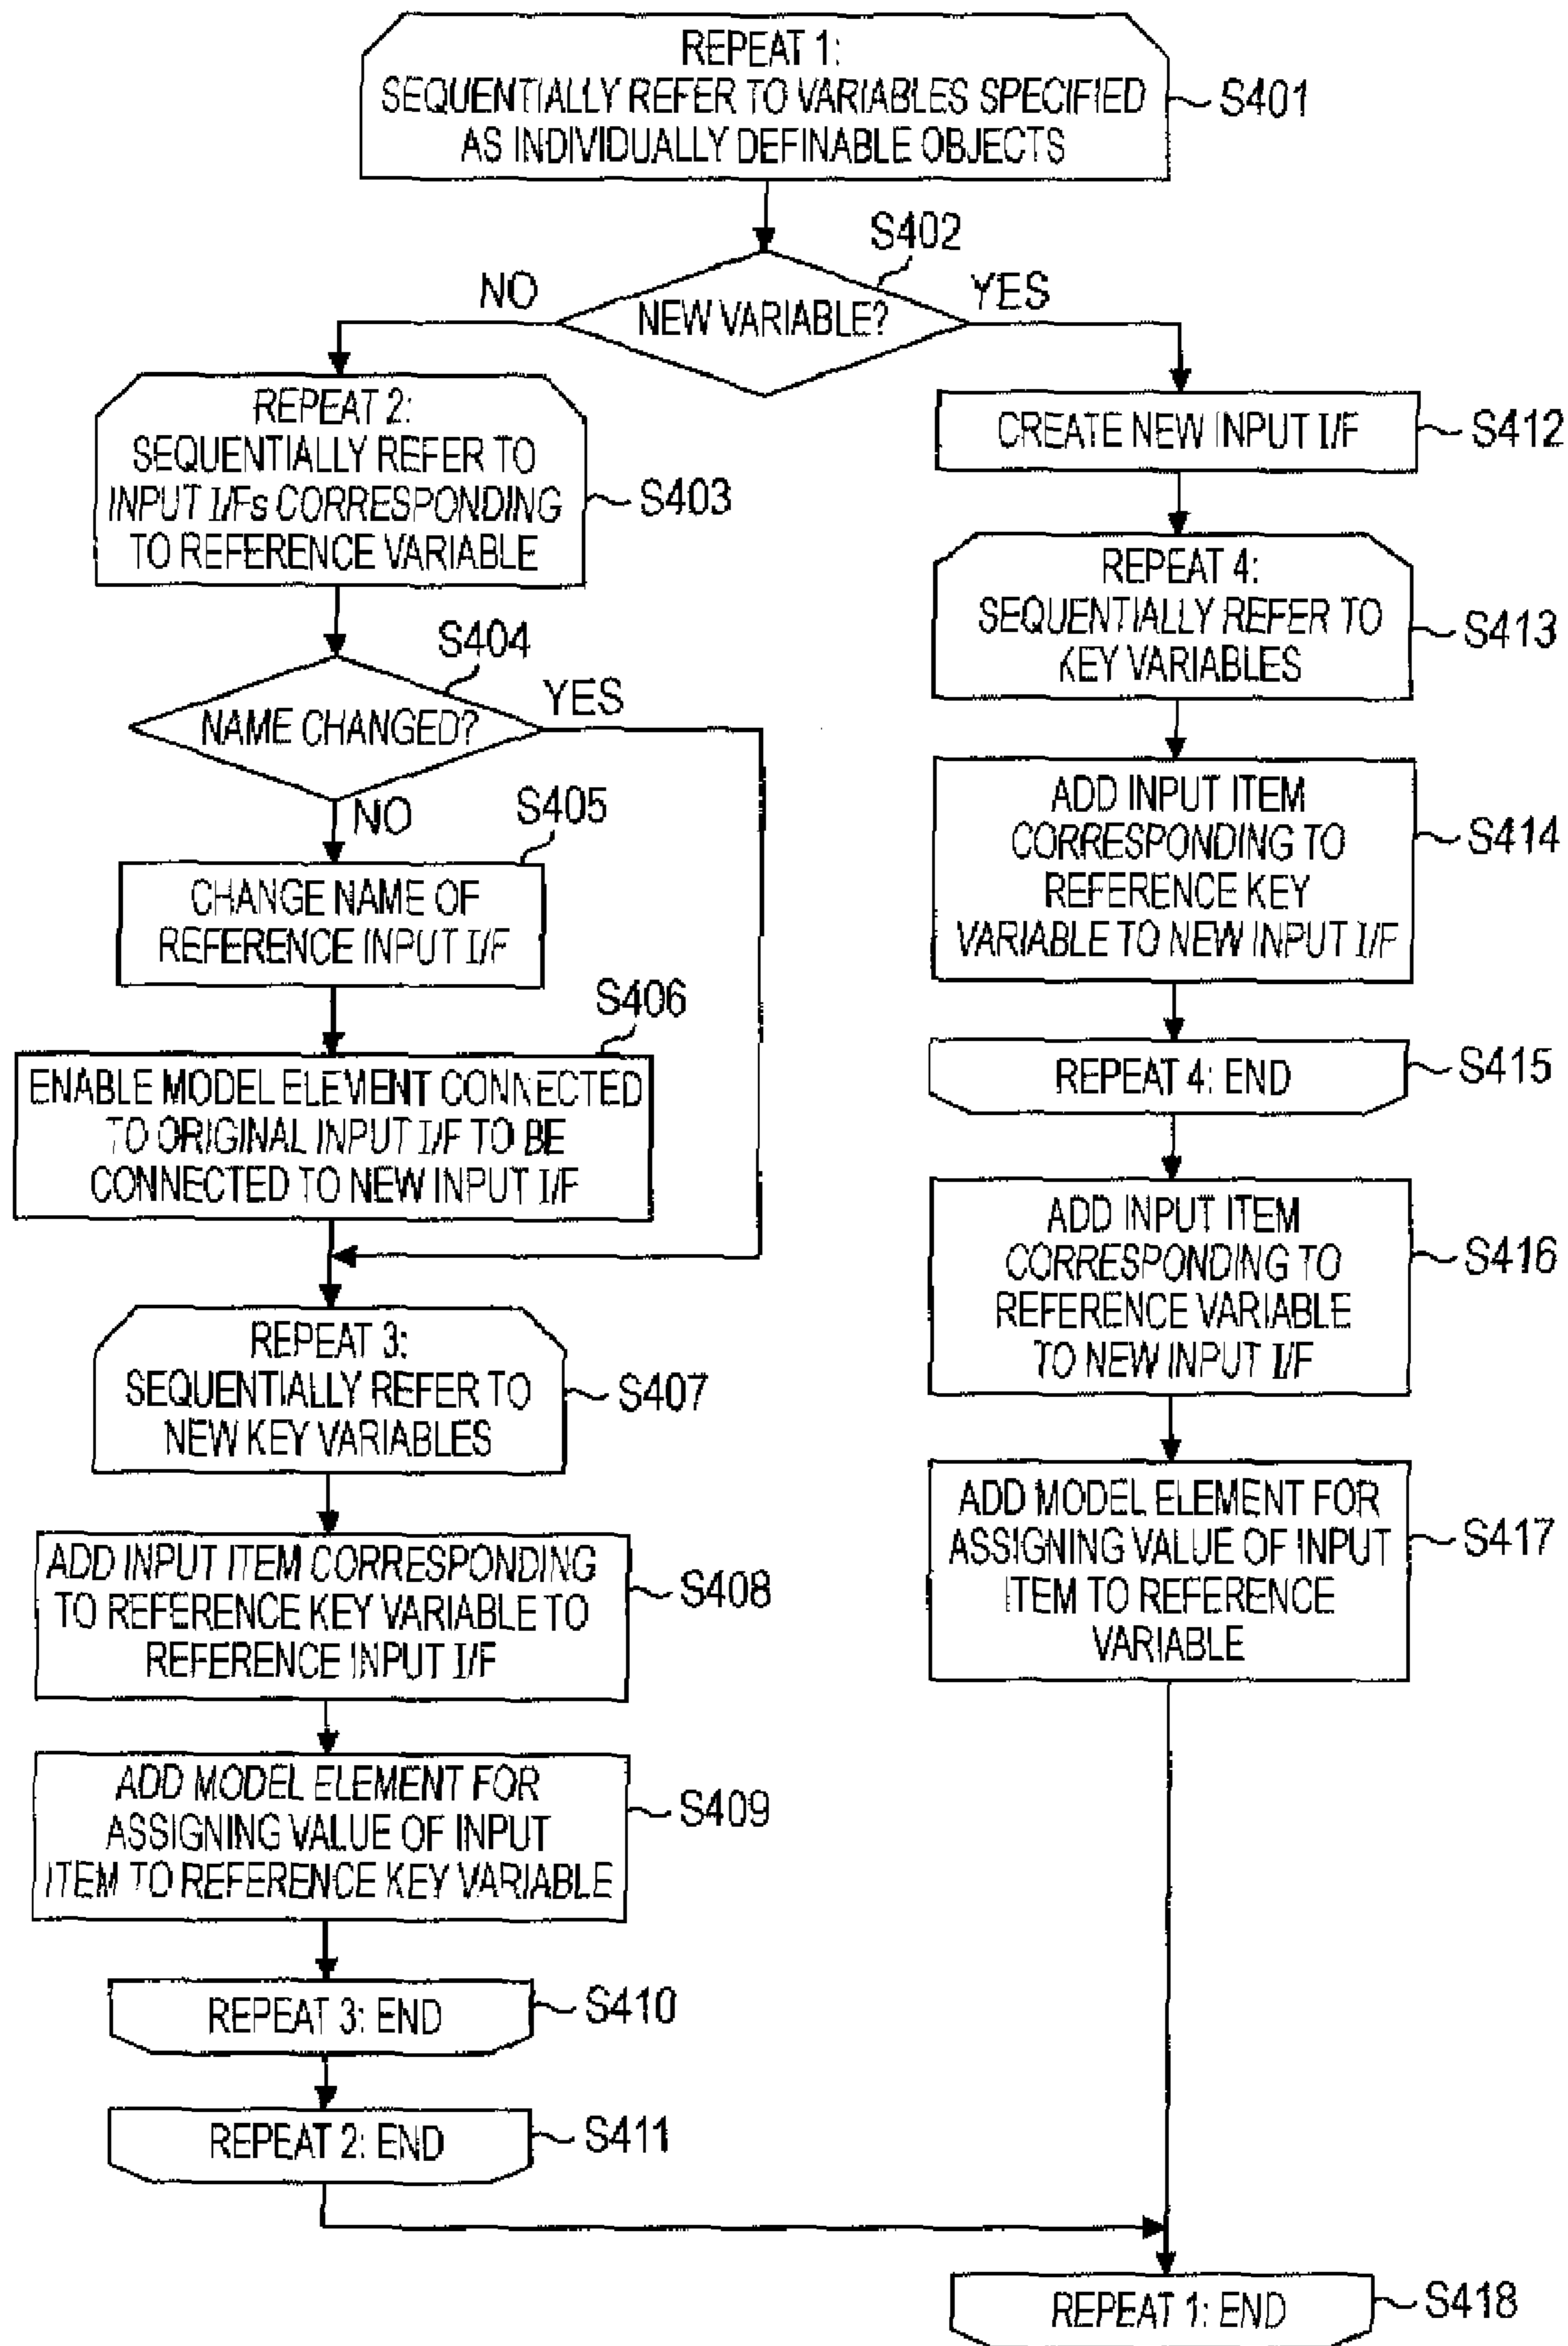 REPEAT 1:
SEQUENTIALLY REFER TO VARIABLES SPECIFIED
AS INDIVIDUALLY DEFINABLE OBJECTS
S401
S402
NEW VARIABLE?
NO
YES
REPEAT 2:
SEQUENTIALLY REFER TO
INPUT I/Fs CORRESPONDING
TO REFERENCE VARIABLE
S403
S404
NAME CHANGED?
YES
NO
S405
CHANGE NAME OF
REFERENCE INPUT I/F
S406
ENABLE MODEL ELEMENT CONNECTED
TO ORIGINAL INPUT I/F TO BE
CONNECTED TO NEW INPUT I/F
REPEAT 3:
SEQUENTIALLY REFER TO
NEW KEY VARIABLES
S407
ADD INPUT ITEM CORRESPONDING
TO REFERENCE KEY VARIABLE TO
REFERENCE INPUT I/F
S408
ADD MODEL ELEMENT FOR
ASSIGNING VALUE OF INPUT
ITEM TO REFERENCE KEY VARIABLE
S409
REPEAT 3: END
S410
REPEAT 2: END
S411
CREATE NEW INPUT I/F
S412
REPEAT 4:
SEQUENTIALLY REFER TO
KEY VARIABLES
S413
ADD INPUT ITEM
CORRESPONDING TO
REFERENCE KEY
VARIABLE TO NEW INPUT I/F
S414
REPEAT 4: END
S415
ADD INPUT ITEM
CORRESPONDING TO
REFERENCE VARIABLE
TO NEW INPUT I/F
S416
ADD MODEL ELEMENT FOR
ASSIGNING VALUE OF INPUT
ITEM TO REFERENCE
VARIABLE
S417
REPEAT 1: END
S418